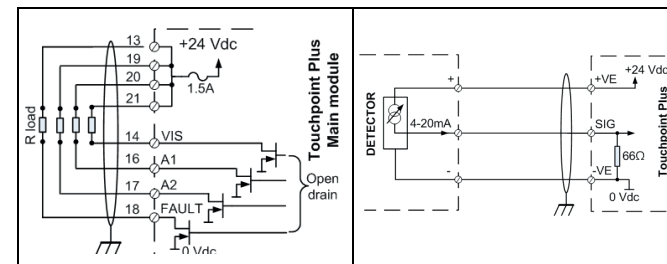 13
+24 Vdc
19
20
1.5A
21
R load
14 VIS
16 A1
17 A2
Open
drain
18 FAULT
0 Vdc
Touchpoint Plus
Main module
DETECTOR
+
4-20mA
-
+VE
+24 Vdc
SIG
66Ω
-VE
0 Vdc
Touchpoint Plus